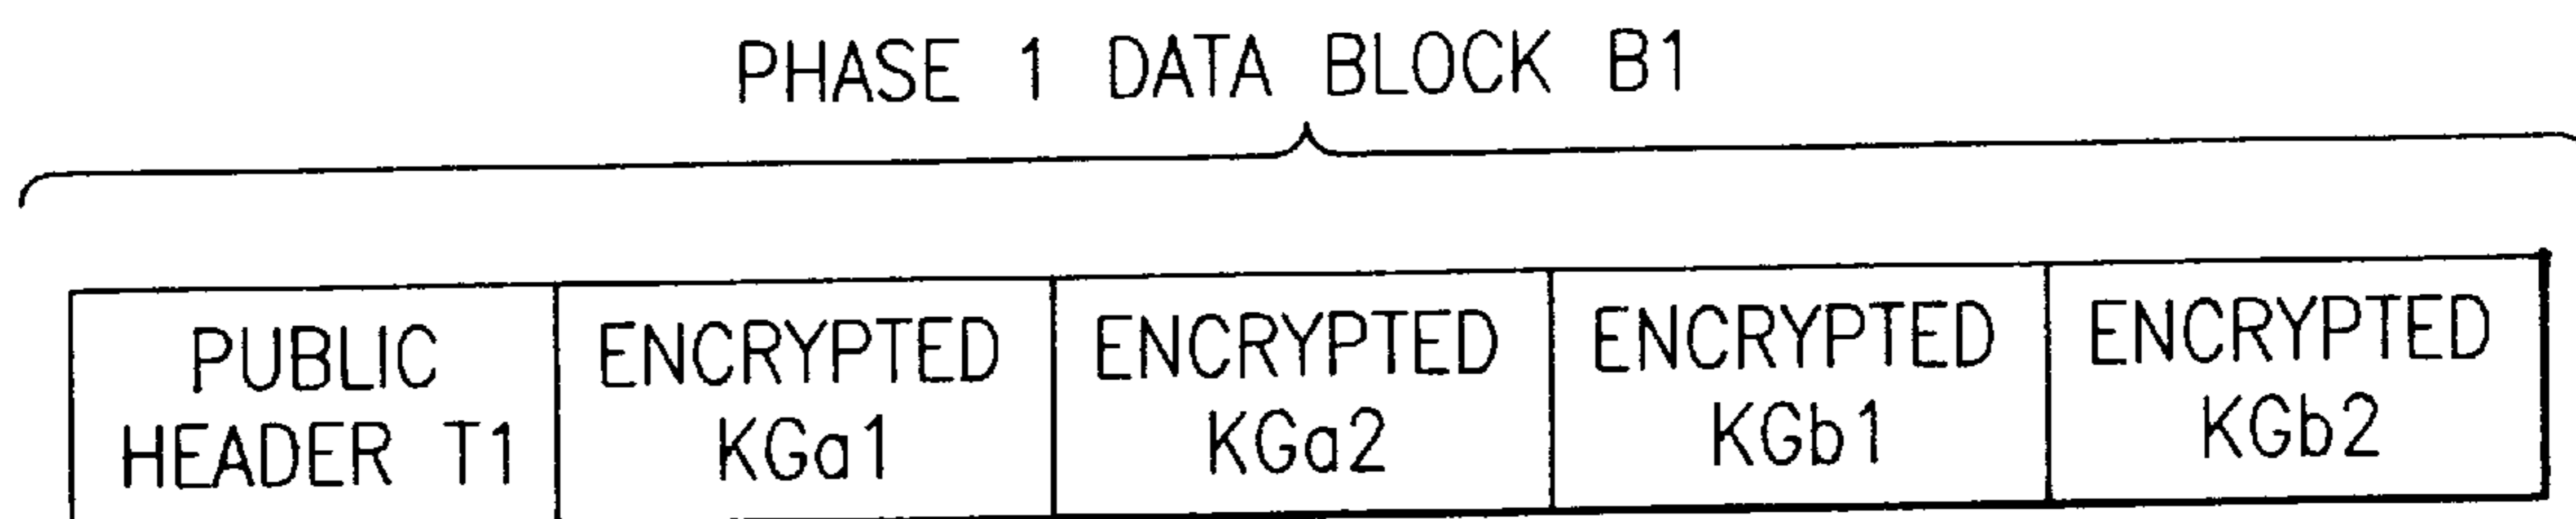 PHASE 1 DATA BLOCK B1
PUBLIC HEADER T1
ENCRYPTED KGa1
ENCRYPTED KGa2
ENCRYPTED KGb1
ENCRYPTED KGb2